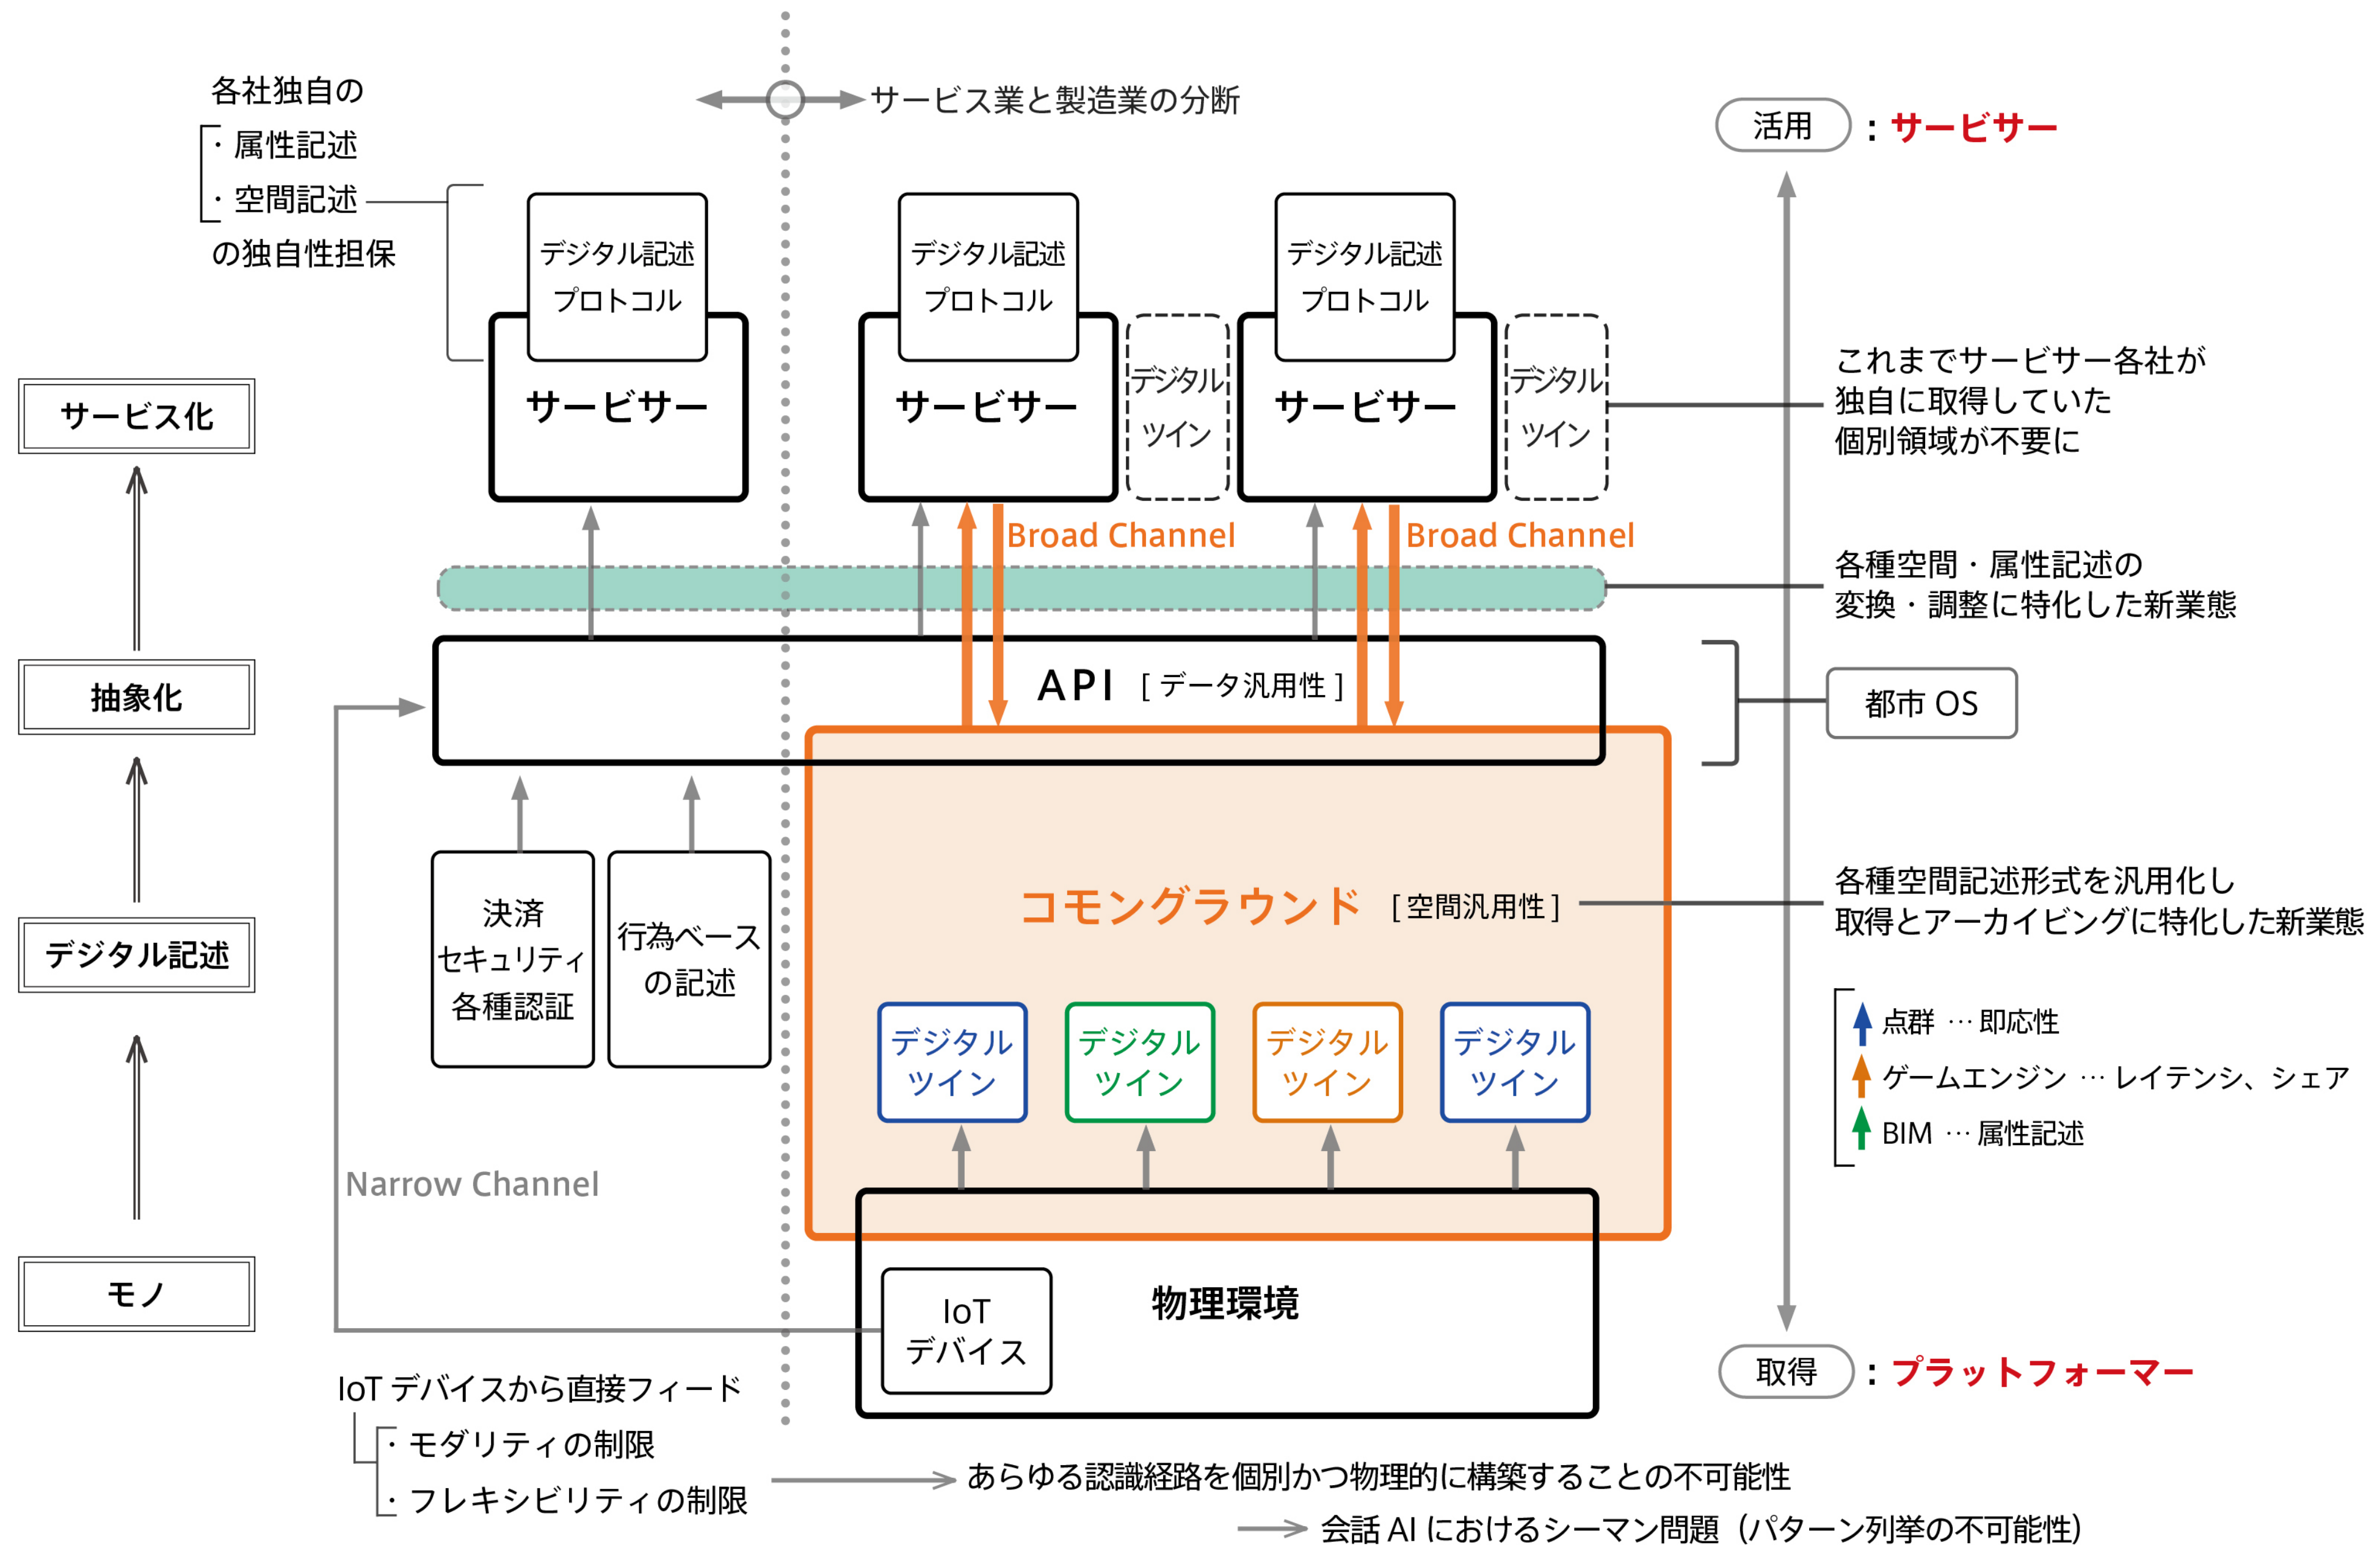 各社独自の
・属性記述
・空間記述
の独自性担保
サービス業と製造業の分断
活用
：サービサー
デジタル記述
プロトコル
サービサー
デジタル記述
プロトコル
サービサー
デジタル
ツイン
デジタル記述
プロトコル
サービサー
デジタル
ツイン
これまでサービサー各社が
独自に取得していた
個別領域が不要に
サービス化
Broad Channel
Broad Channel
各種空間・属性記述の
変換・調整に特化した新業態
抽象化
API [ データ汎用性 ]
都市 OS
デジタル記述
決済
セキュリティ
各種認証
行為ベース
の記述
コモングラウンド [ 空間汎用性 ]
各種空間記述形式を汎用化し
取得とアーカイビングに特化した新業態
デジタル
ツイン
デジタル
ツイン
デジタル
ツイン
デジタル
ツイン
点群 … 即応性
ゲームエンジン … レイテンシ、シェア
BIM … 属性記述
Narrow Channel
モノ
IoT
デバイス
物理環境
取得
：プラットフォーマー
IoT デバイスから直接フィード
・モダリティの制限
・フレキシビリティの制限
あらゆる認識経路を個別かつ物理的に構築することの不可能性
会話 AI におけるシーマン問題（パターン列挙の不可能性）